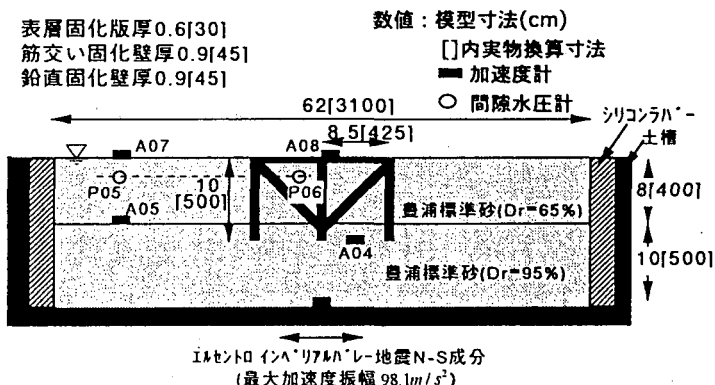 表層固化版厚0.6[30]
筋交い固化壁厚0.9[45]
鉛直固化壁厚0.9[45]
数値：模型寸法(cm)
[]内実物換算寸法
加速度計
間隙水圧計
62[3100]
8.5[425]
シリコンラバー
土槽
A07
A08
P05
P06
10
[500]
8[400]
A05
豊浦標準砂(Dr=65%)
A04
豊浦標準砂(Dr=95%)
10[500]
エルセントロ インペリアルバレー地震N-S成分
(最大加速度振幅 98.1m/s²)